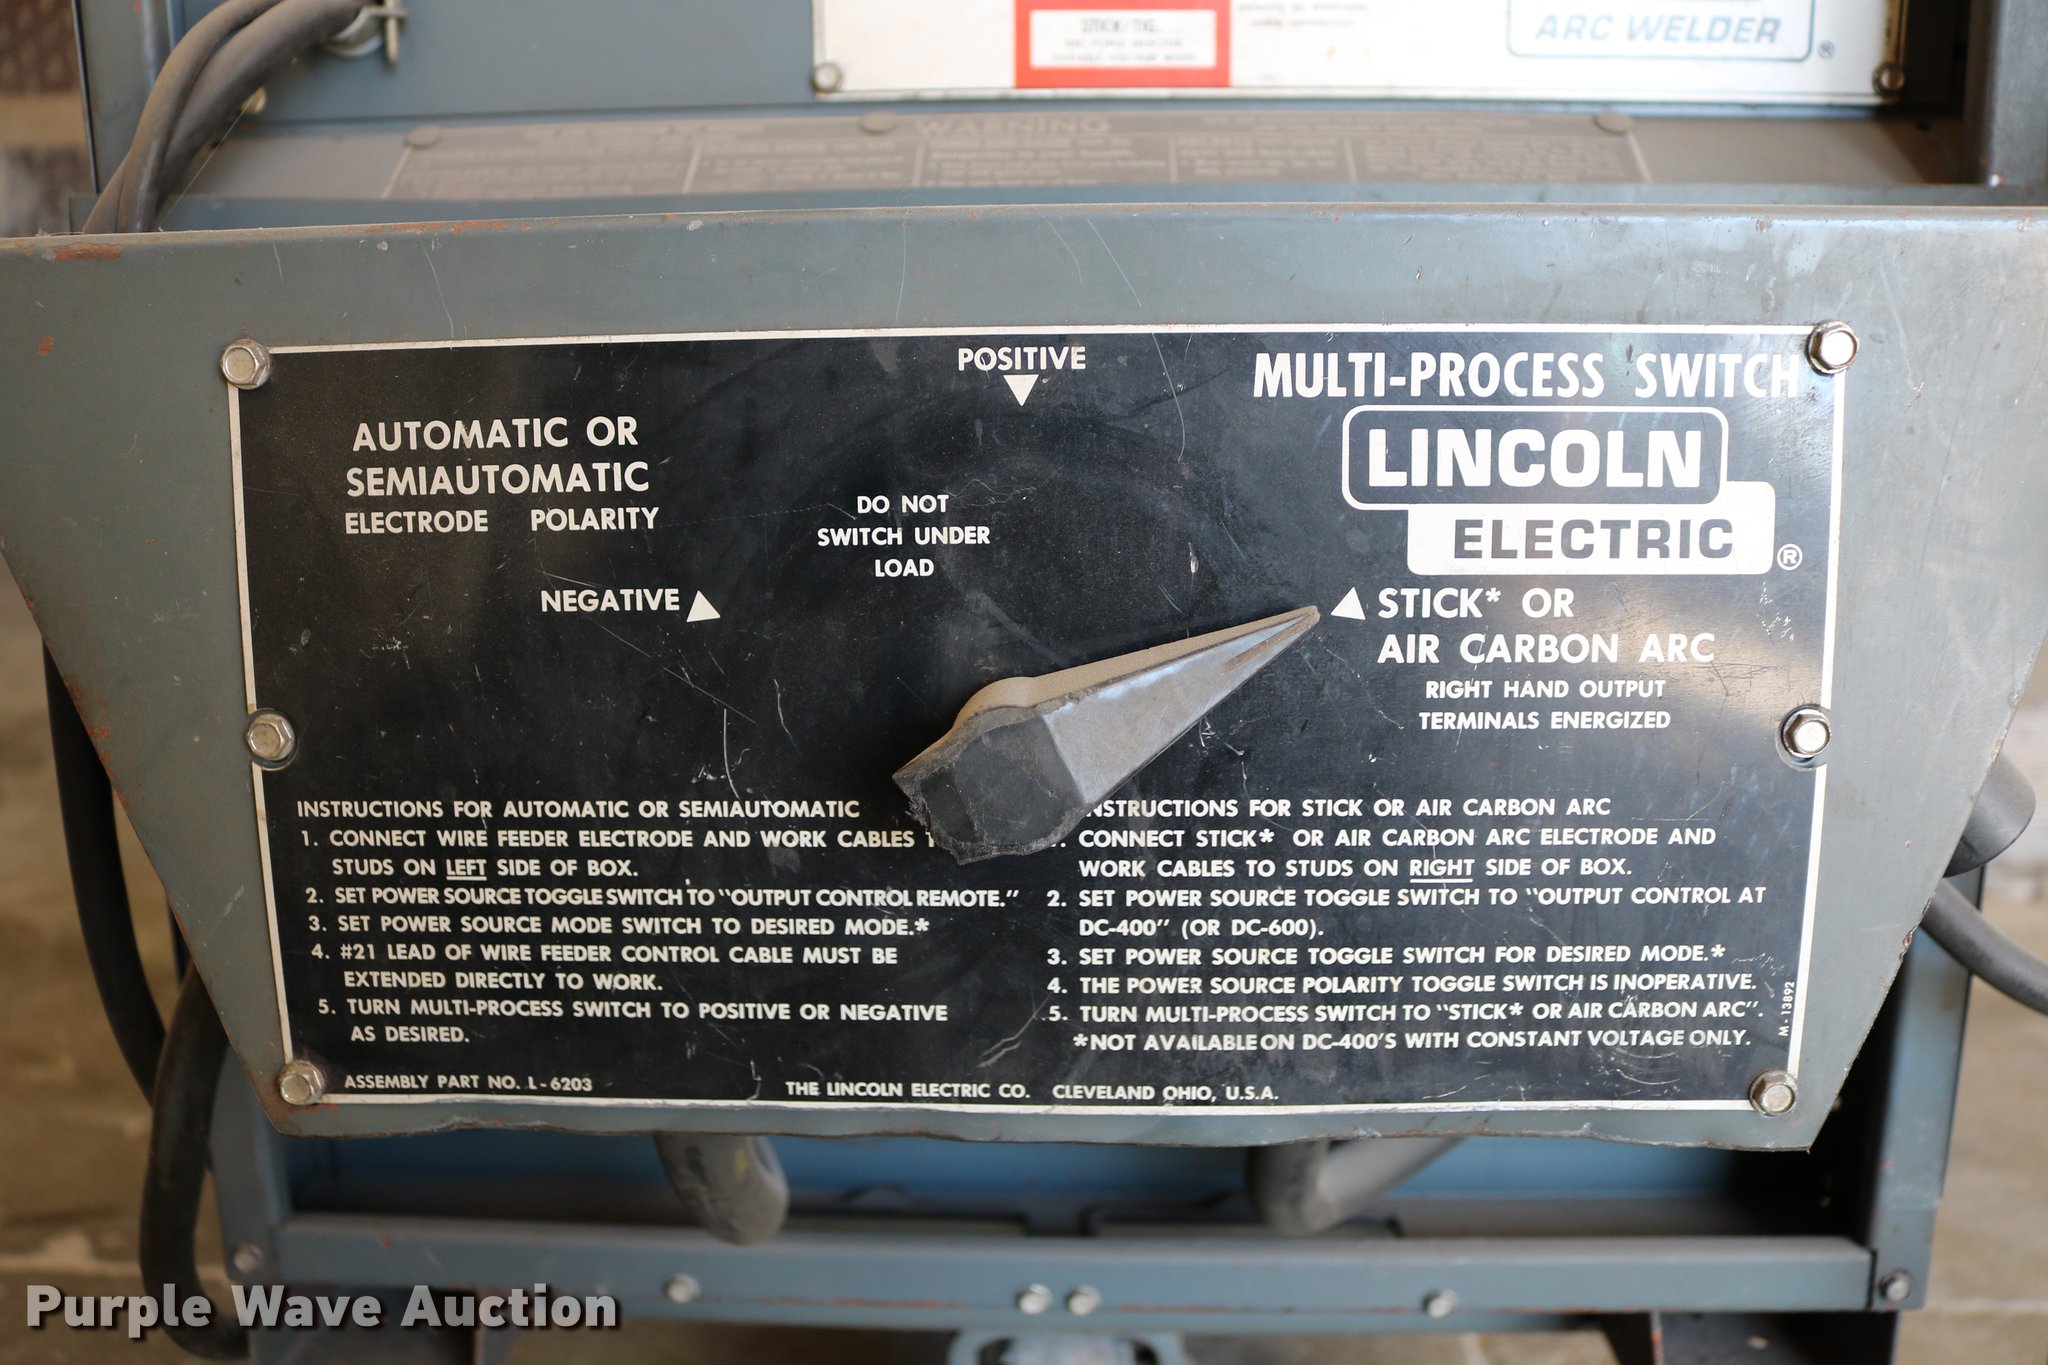 STICK/TIG
ARC WELDER
®
WARNING
POSITIVE
MULTI-PROCESS SWITCH
LINCOLN
ELECTRIC
®
AUTOMATIC OR
SEMIAUTOMATIC
ELECTRODE POLARITY
DO NOT
SWITCH UNDER
LOAD
NEGATIVE
STICK* OR
AIR CARBON ARC
RIGHT HAND OUTPUT
TERMINALS ENERGIZED
INSTRUCTIONS FOR AUTOMATIC OR SEMIAUTOMATIC
1. CONNECT WIRE FEEDER ELECTRODE AND WORK CABLES
STUDS ON LEFT SIDE OF BOX.
2. SET POWER SOURCE TOGGLE SWITCH TO "OUTPUT CONTROL REMOTE."
3. SET POWER SOURCE MODE SWITCH TO DESIRED MODE.*
4. #21 LEAD OF WIRE FEEDER CONTROL CABLE MUST BE
EXTENDED DIRECTLY TO WORK.
5. TURN MULTI-PROCESS SWITCH TO POSITIVE OR NEGATIVE
AS DESIRED.
NSTRUCTIONS FOR STICK OR AIR CARBON ARC
CONNECT STICK* OR AIR CARBON ARC ELECTRODE AND
WORK CABLES TO STUDS ON RIGHT SIDE OF BOX.
2. SET POWER SOURCE TOGGLE SWITCH TO "OUTPUT CONTROL AT
DC-400" (OR DC-600).
3. SET POWER SOURCE TOGGLE SWITCH FOR DESIRED MODE.*
4. THE POWER SOURCE POLARITY TOGGLE SWITCH IS INOPERATIVE.
5. TURN MULTI-PROCESS SWITCH TO "STICK* OR AIR CARBON ARC".
*NOT AVAILABLE ON DC-400'S WITH CONSTANT VOLTAGE ONLY.
M-13892
ASSEMBLY PART NO. L-6203
THE LINCOLN ELECTRIC CO. CLEVELAND OHIO, U.S.A.
Purple Wave Auction